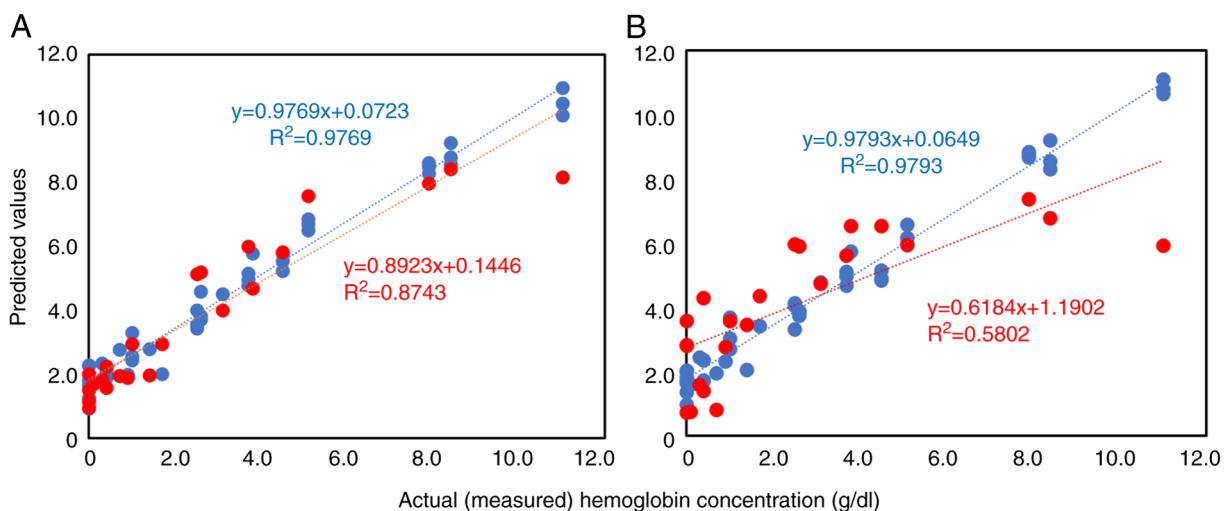 A
12.0
10.0
8.0
6.0
4.0
2.0
0
y=0.9769x+0.0723
R²=0.9769
y=0.8923x+0.1446
R²=0.8743
0 2.0 4.0 6.0 8.0 10.0 12.0
Predicted values
B
12.0
10.0
8.0
6.0
4.0
2.0
0
y=0.9793x+0.0649
R²=0.9793
y=0.6184x+1.1902
R²=0.5802
0 2.0 4.0 6.0 8.0 10.0 12.0
Actual (measured) hemoglobin concentration (g/dl)